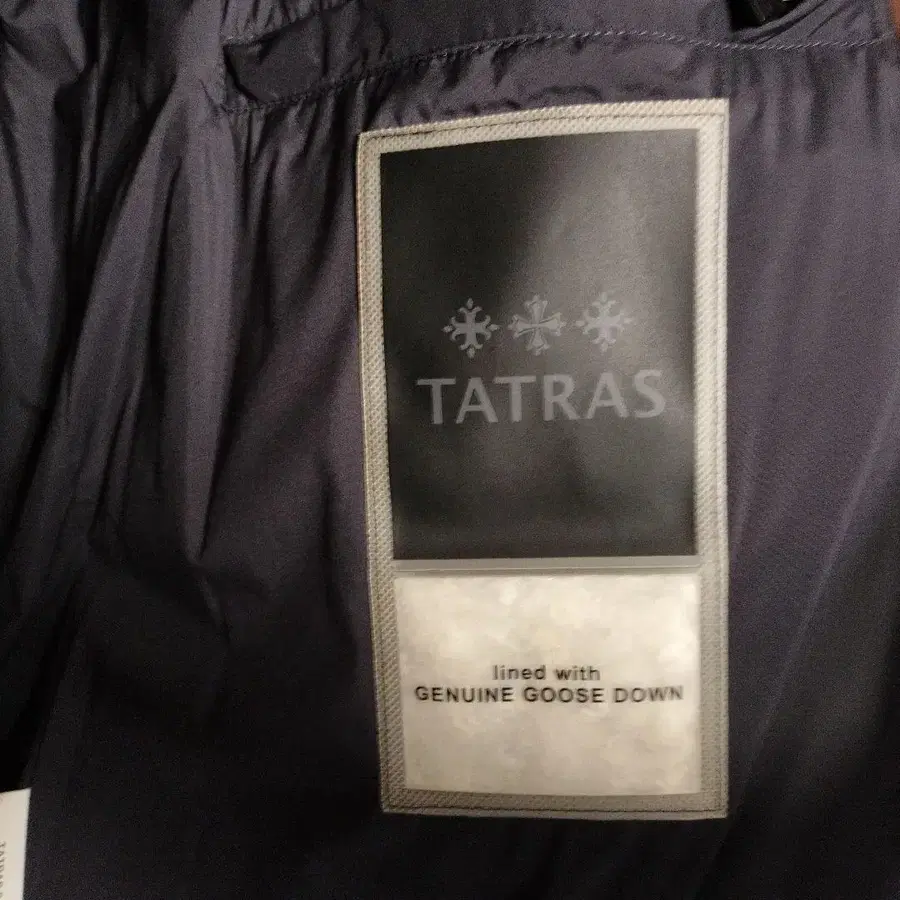 TATRAS
lined with
GENUINE GOOSE DOWN